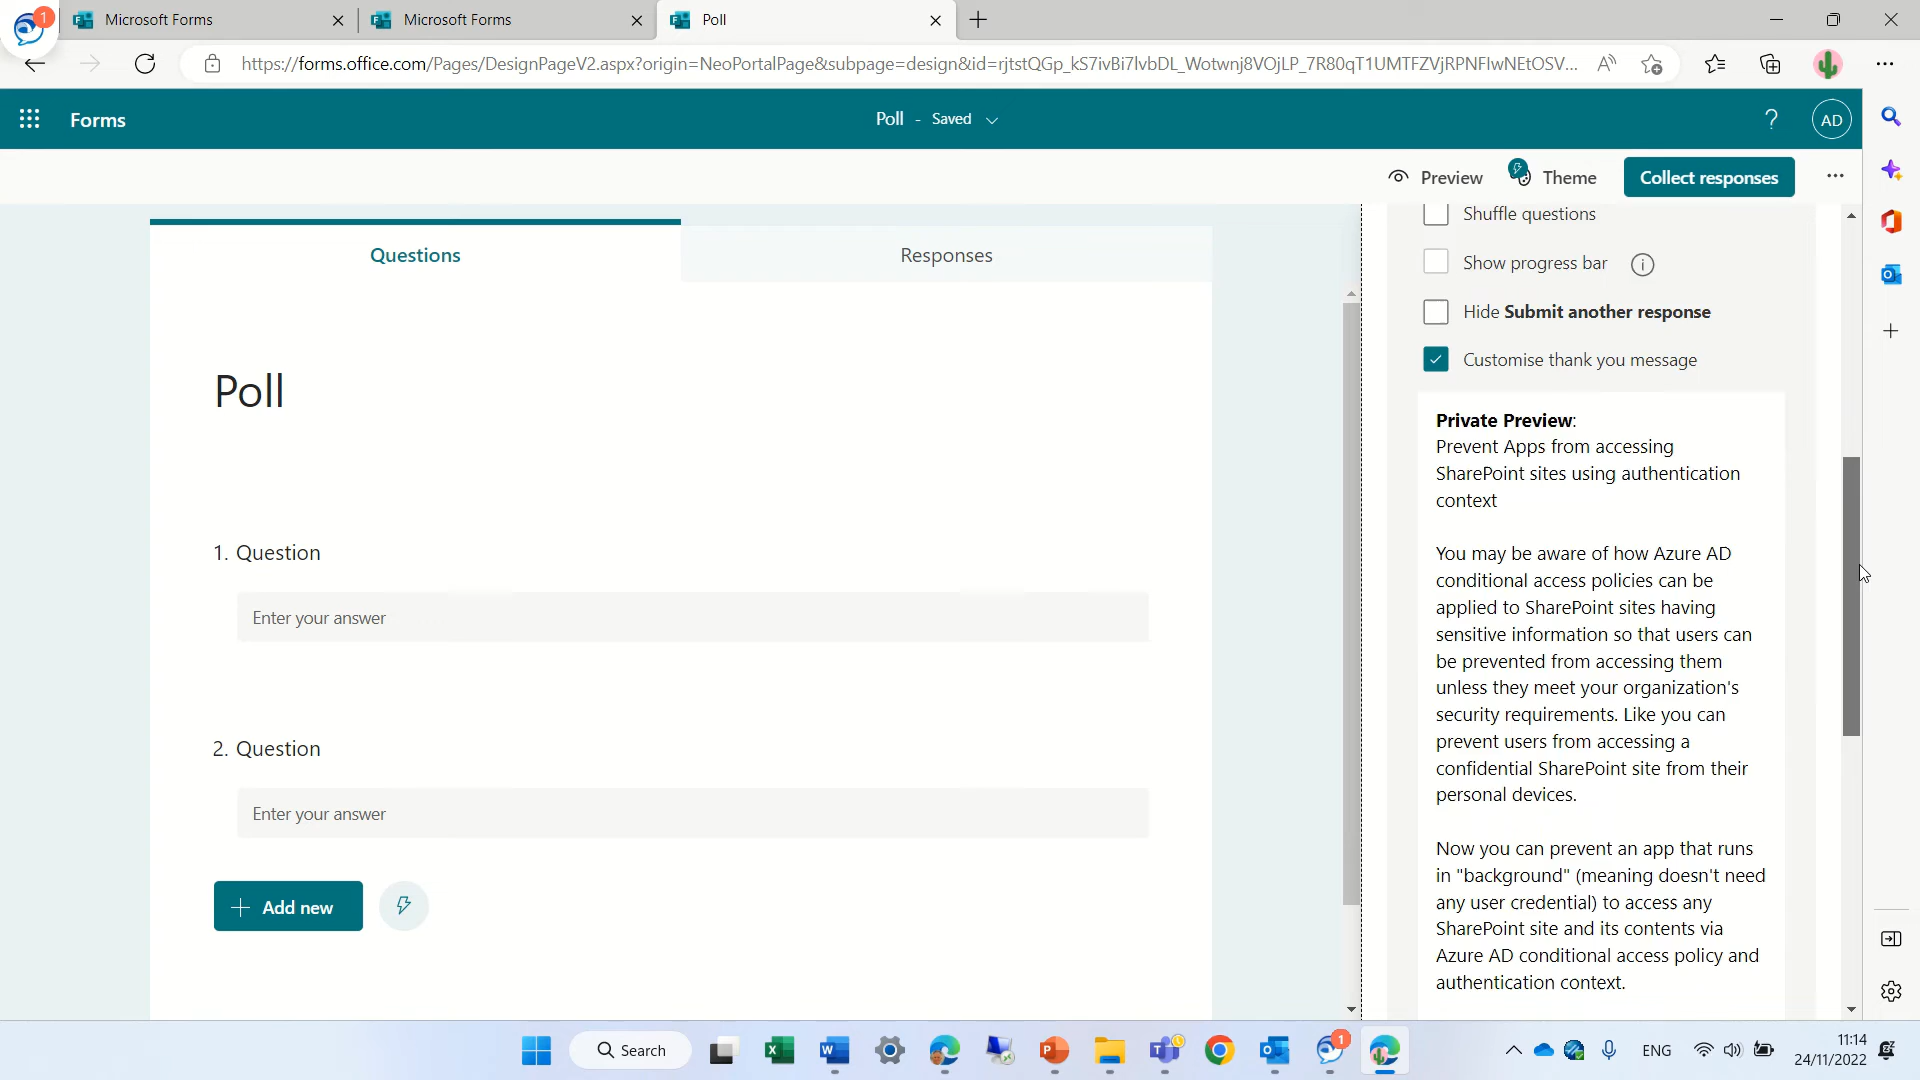 1
Microsoft Forms
Microsoft Forms
Poll
https://forms.office.com/Pages/DesignPageV2.aspx?origin=NeoPortalPage&subpage=design&id=rjtstQGp_kS7ivBi7lvbDL_Wotwnj8VOjLP_7R80qT1UMTFZVjRPNFIwNEtOSV...
Forms
Poll - Saved
?
AD
Preview
Theme
Collect responses
Questions
Responses
Poll
1. Question
Enter your answer
2. Question
Enter your answer
Add new
Shuffle questions
Show progress bar
Hide Submit another response
Customise thank you message
Private Preview:
Prevent Apps from accessing
SharePoint sites using authentication
context
You may be aware of how Azure AD
conditional access policies can be
applied to SharePoint sites having
sensitive information so that users can
be prevented from accessing them
unless they meet your organization's
security requirements. Like you can
prevent users from accessing a
confidential SharePoint site from their
personal devices.
Now you can prevent an app that runs
in "background" (meaning doesn't need
any user credential) to access any
SharePoint site and its contents via
Azure AD conditional access policy and
authentication context.
Search
1
ENG
11:14
24/11/2022